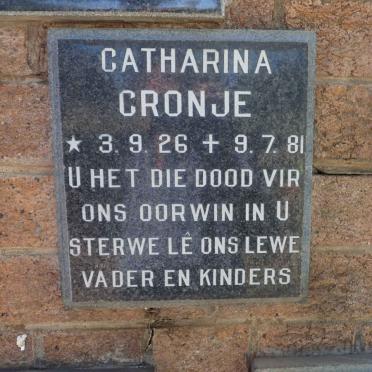 CATHARINA
CRONJE
★ 3.9.26 ✝ 9.7.81
U HET DIE DOOD VIR
ONS OORWIN IN U
STERWE LÊ ONS LEWE
VADER EN KINDERS